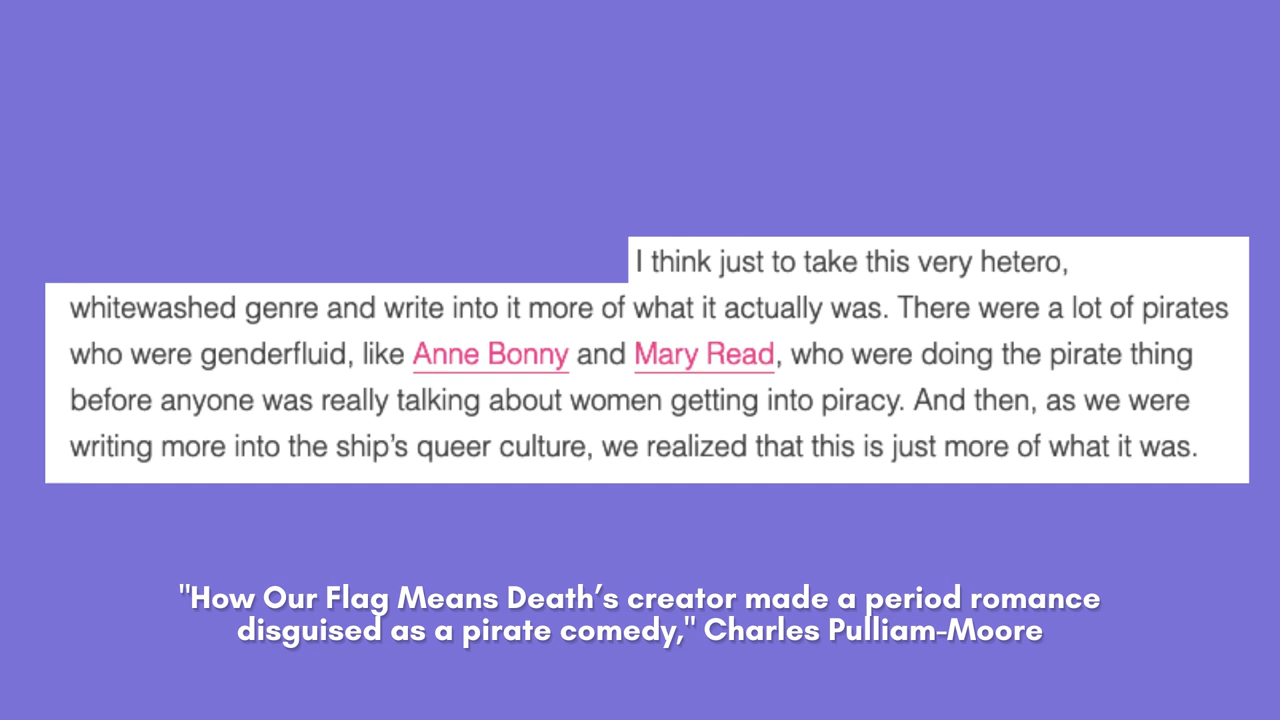 I think just to take this very hetero,
whitewashed genre and write into it more of what it actually was. There were a lot of pirates
who were genderfluid, like Anne Bonny and Mary Read, who were doing the pirate thing
before anyone was really talking about women getting into piracy. And then, as we were
writing more into the ship’s queer culture, we realized that this is just more of what it was.
"How Our Flag Means Death’s creator made a period romance
disguised as a pirate comedy," Charles Pulliam-Moore